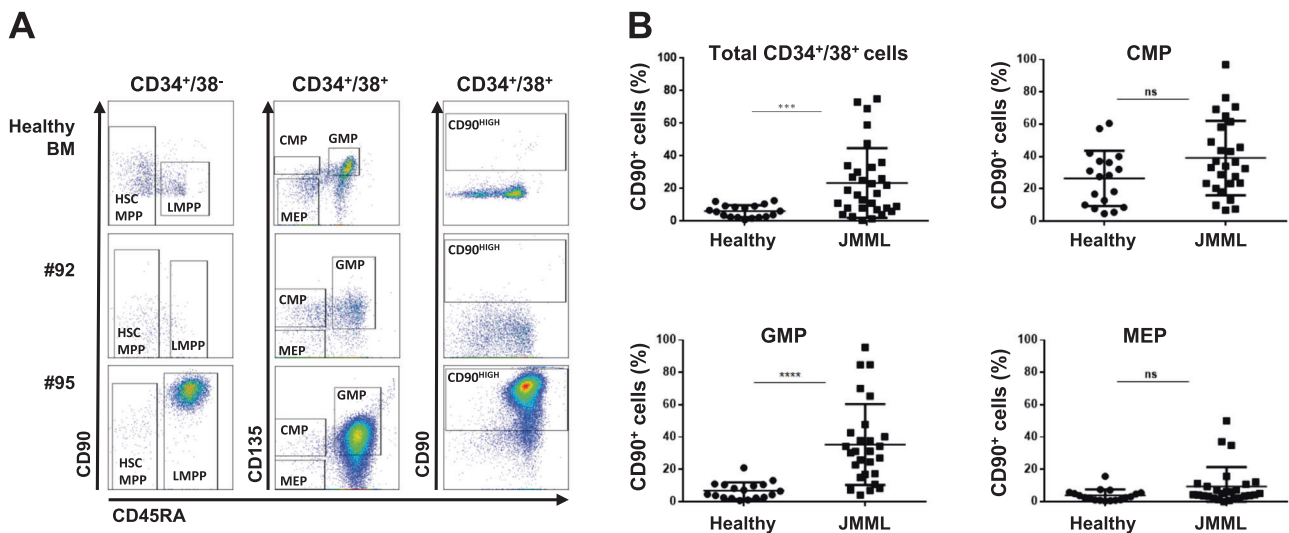 A
CD34+/38-
CD34+/38+
CD34+/38+
Healthy
BM
HSC
MPP
LMPP
CMP
GMP
MEP
CD90HIGH
#92
HSC
MPP
LMPP
CMP
GMP
MEP
CD90HIGH
#95
HSC
MPP
LMPP
CMP
GMP
MEP
CD90HIGH
CD90
CD135
CD90
CD45RA
B
Total CD34+/38+ cells
CD90+ cells (%)
100
80
60
40
20
0
***
Healthy
JMML
CMP
CD90+ cells (%)
100
80
60
40
20
0
ns
Healthy
JMML
GMP
CD90+ cells (%)
100
80
60
40
20
0
****
Healthy
JMML
MEP
CD90+ cells (%)
100
80
60
40
20
0
ns
Healthy
JMML